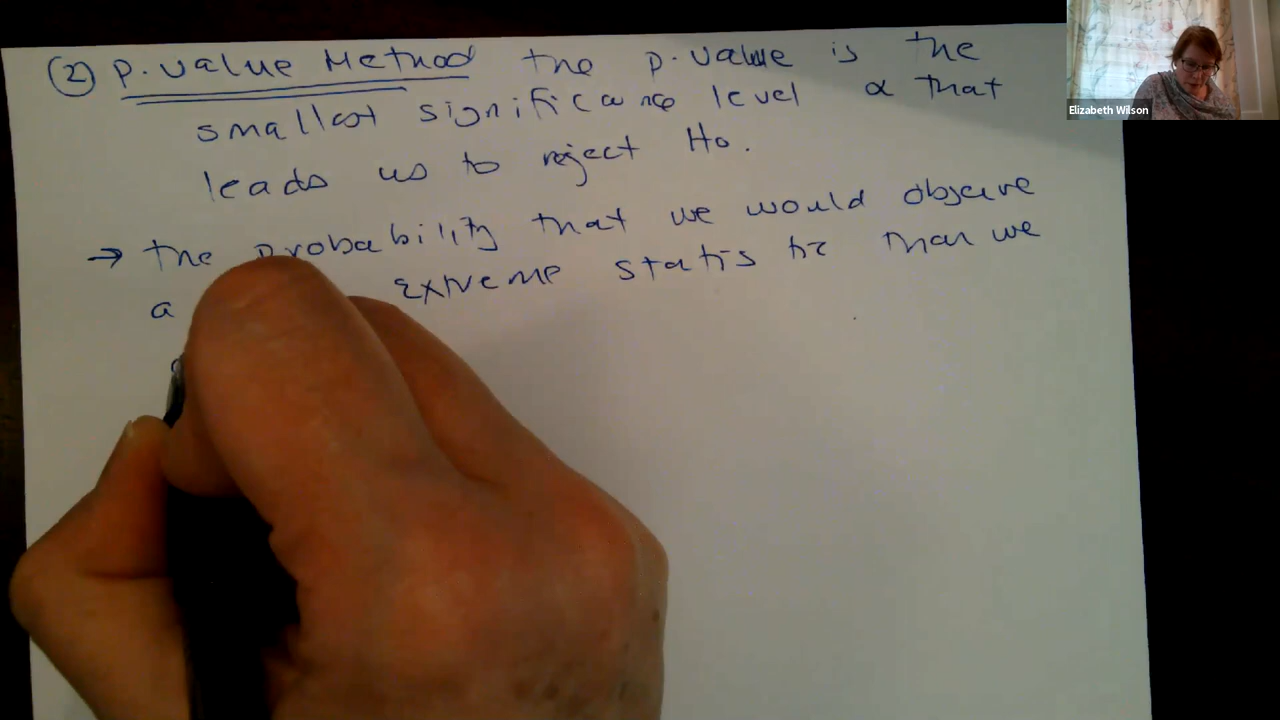 (2) P-value Method the p-value is the
smallest significance level α that
leads us to reject Ho.
→ the probability that we would observe
a extreme statistic than we
Elizabeth Wilson